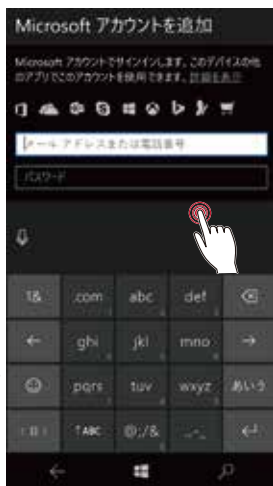 Microsoft アカウントを追加
Microsoft アカウントでサインインします。このデバイスの他
のアプリでこのアカウントを使用できます。詳細を表示
メール アドレスまたは電話番号
パスワード
1& .com abc def
← ghi jkl mno →
pqrs tuv wxyz あいう
↑ABC @:/&